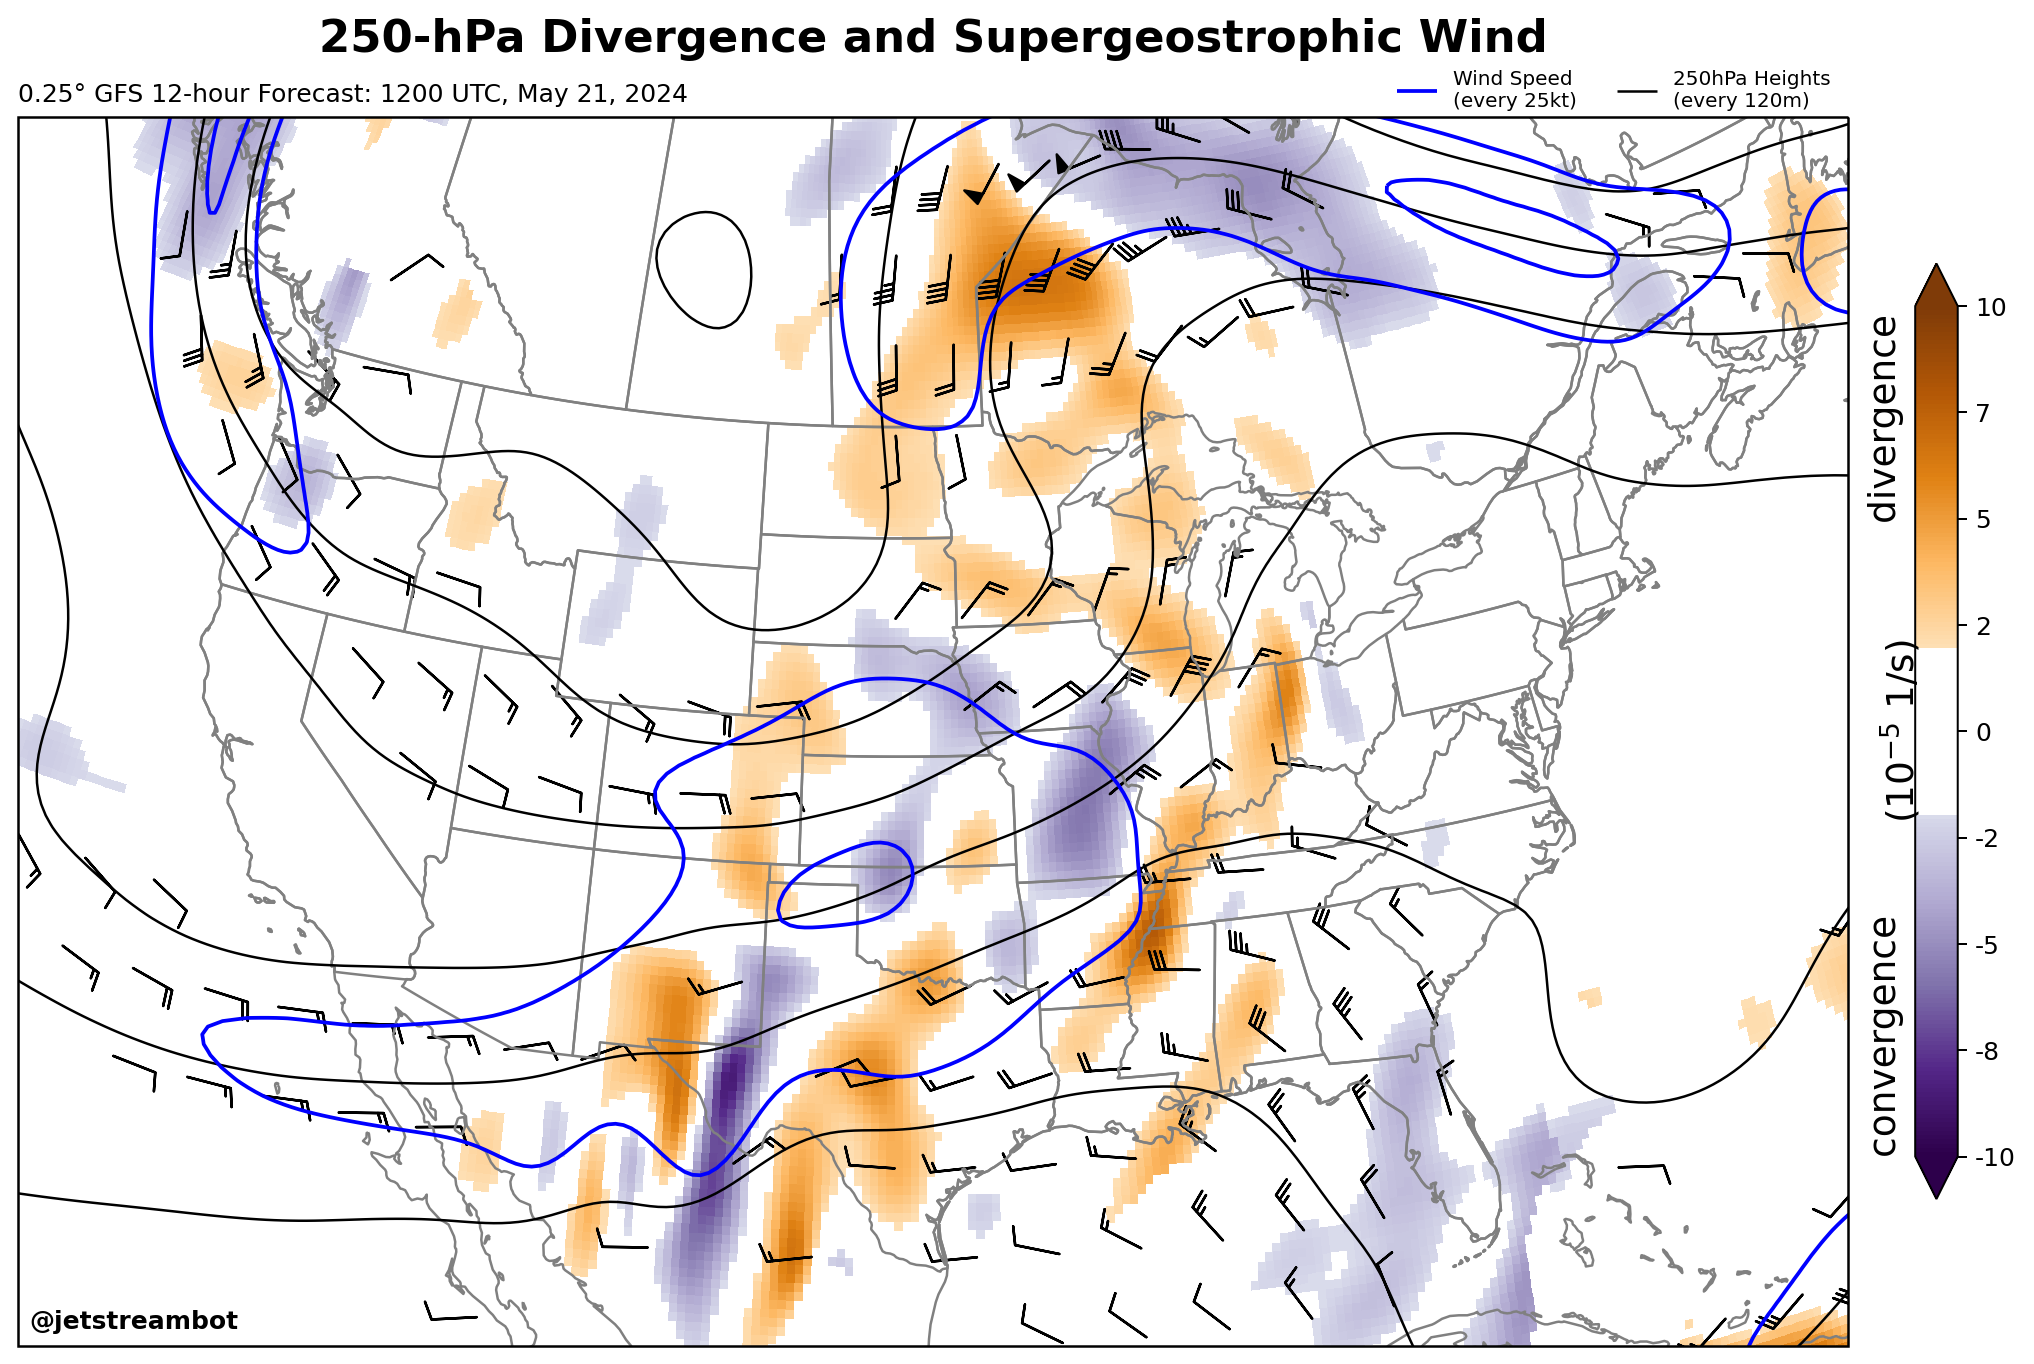 250-hPa Divergence and Supergeostrophic Wind
0.25° GFS 12-hour Forecast: 1200 UTC, May 21, 2024
Wind Speed
(every 25kt)
250hPa Heights
(every 120m)
10
7
5
2
0
-2
-5
-8
-10
divergence
(10⁻⁵ 1/s)
convergence
@jetstreambot